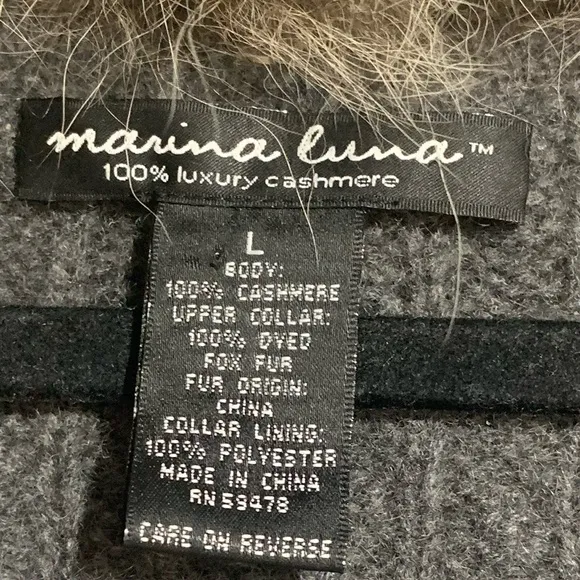 marina luna™
100% luxury cashmere
L
BODY:
100% CASHMERE
UPPER COLLAR:
100% DYED
FOX FUR
FUR ORIGIN:
CHINA
COLLAR LINING:
100% POLYESTER
MADE IN CHINA
RN 59478
CARE ON REVERSE